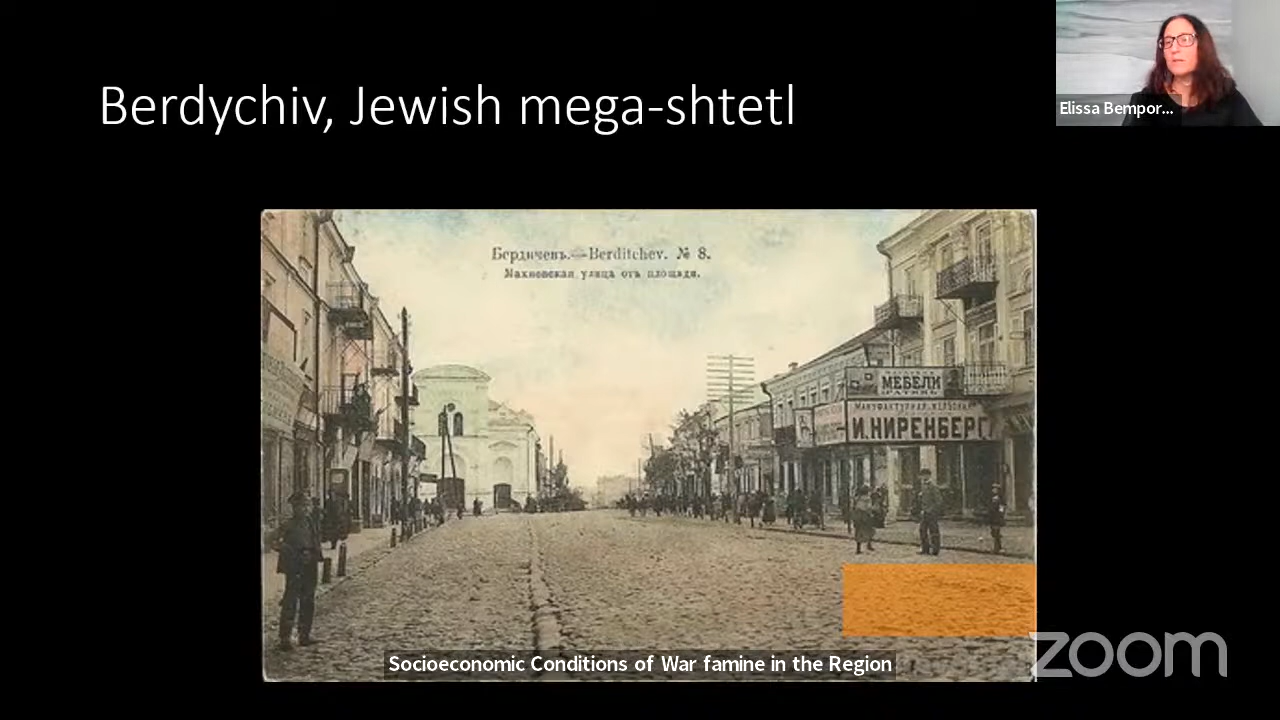 Berdychiv, Jewish mega-shtetl
Elissa Bempor...
Бердичевъ.—Berditchev. № 8.
Махновская улица отъ площади.
МЕБЕЛИ
МАНУФАКТУРНАЯ
И.НИРЕНБЕРГ
Socioeconomic Conditions of War famine in the Region
zoom